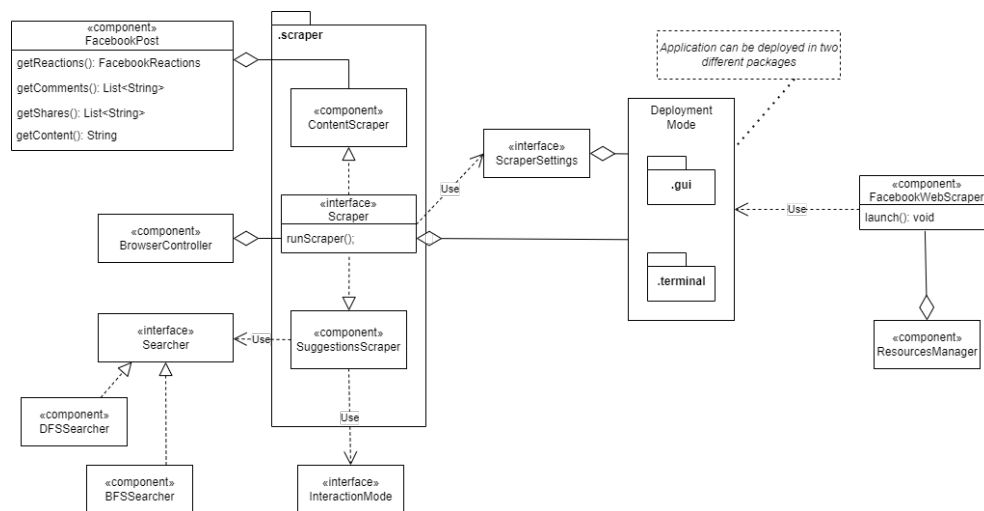 «component»
FacebookPost
getReactions(): FacebookReactions
getComments(): List<String>
getShares(): List<String>
getContent(): String
.scraper
«component»
ContentScraper
«interface»
Scraper
runScraper();
«component»
BrowserController
«component»
SuggestionsScraper
«interface»
Searcher
Use
«component»
DFSSearcher
«component»
BFSSearcher
Use
«interface»
InteractionMode
Use
«interface»
ScraperSettings
Application can be deployed in two
different packages
Deployment
Mode
.gui
.terminal
Use
«component»
FacebookWebScraper
launch(): void
«component»
ResourcesManager